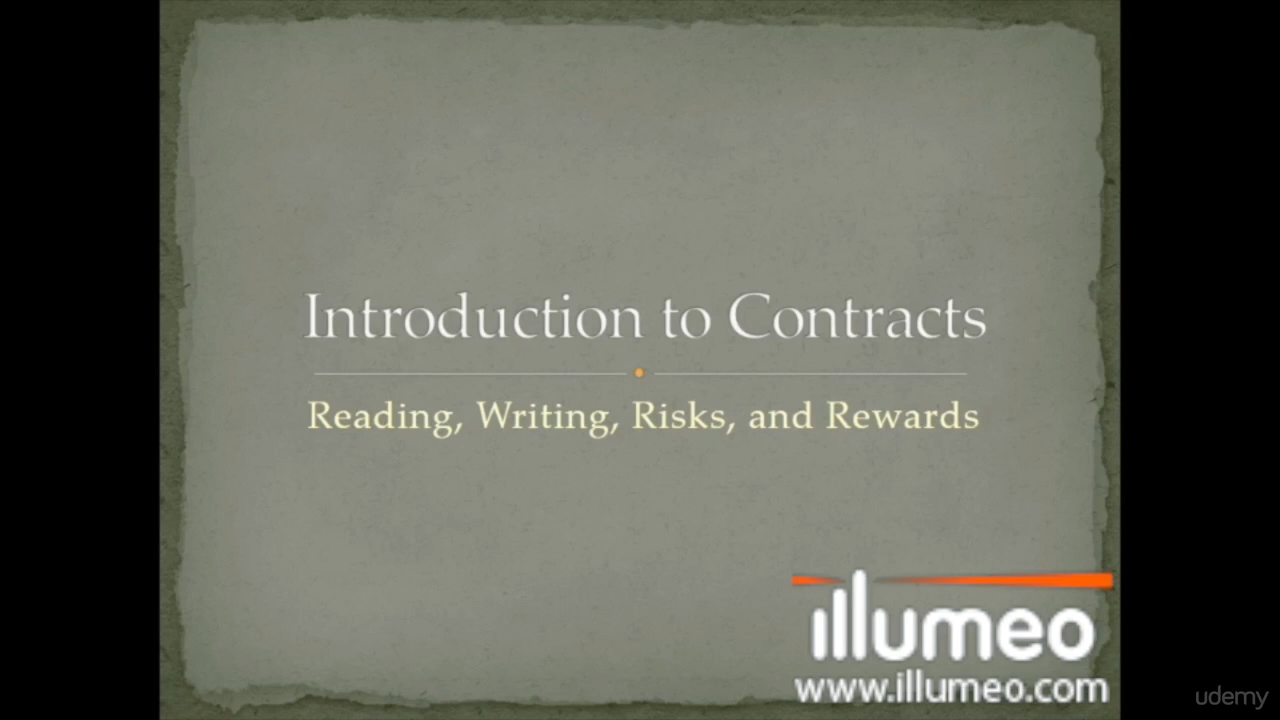 Introduction to Contracts
Reading, Writing, Risks, and Rewards
illumeo
www.illumeo.com
udemy